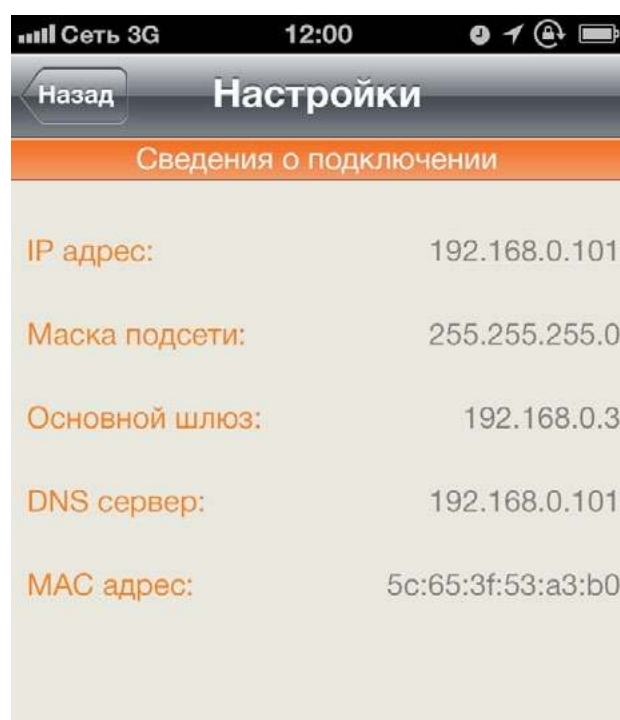 Сеть 3G 12:00
Назад Настройки
Сведения о подключении
IP адрес: 192.168.0.101
Маска подсети: 255.255.255.0
Основной шлюз: 192.168.0.3
DNS сервер: 192.168.0.101
MAC адрес: 5c:65:3f:53:a3:b0